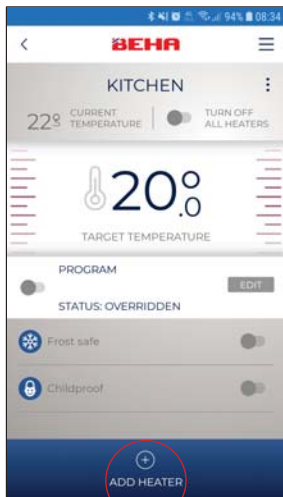 94% 08:34
BEHA
KITCHEN
22° CURRENT TEMPERATURE TURN OFF ALL HEATERS
20.0°
TARGET TEMPERATURE
PROGRAM
EDIT
STATUS: OVERRIDDEN
Frost safe
Childproof
ADD HEATER